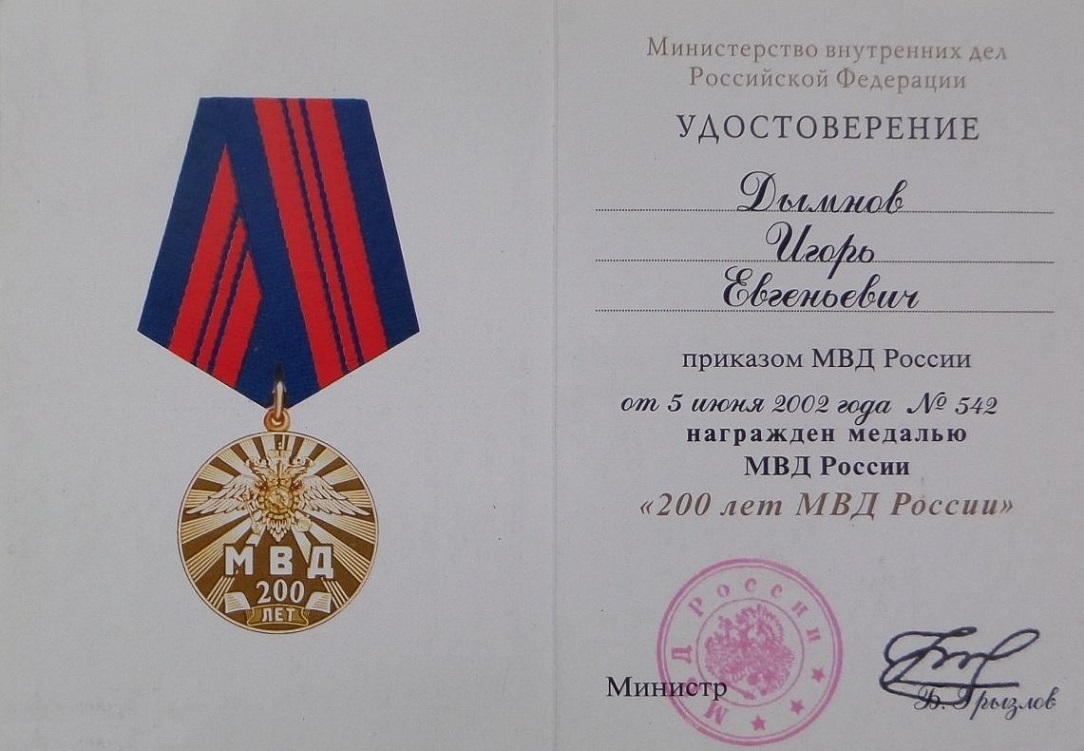 МВД
200
ЛЕТ
Министерство внутренних дел
Российской Федерации
УДОСТОВЕРЕНИЕ
Дымнов
Игорь
Евгеньевич
приказом МВД России
от 5 июня 2002 года № 542
награжден медалью
МВД России
«200 лет МВД России»
МВД России
Министр
Б. Грызлов